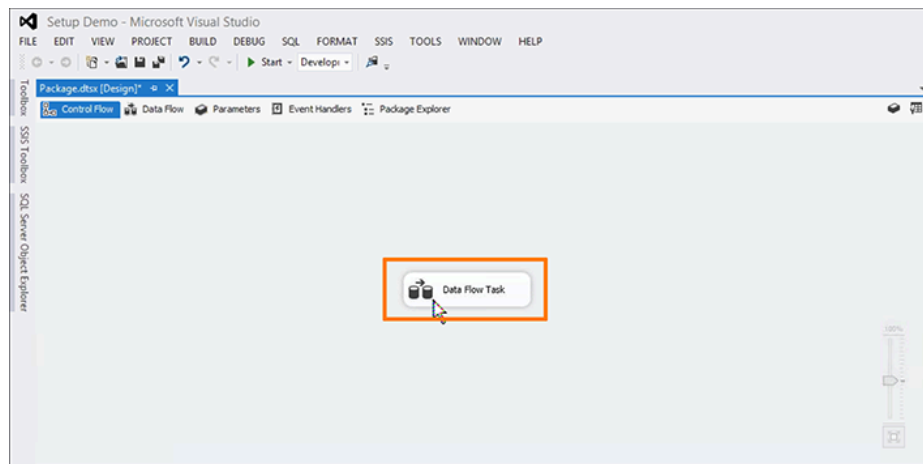 Setup Demo - Microsoft Visual Studio
FILE EDIT VIEW PROJECT BUILD DEBUG SQL FORMAT SSIS TOOLS WINDOW HELP
Start Develop
Package.dtsx [Design]*
Control Flow Data Flow Parameters Event Handlers Package Explorer
Toolbox
SSIS Toolbox
SQL Server Object Explorer
Data Flow Task
100%